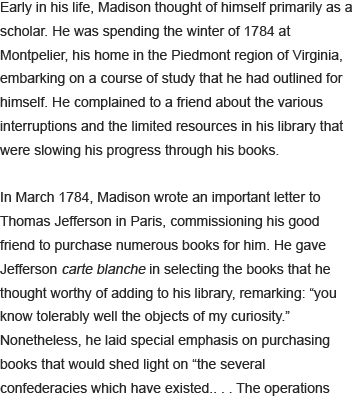 Early in his life, Madison thought of himself primarily as a
scholar. He was spending the winter of 1784 at
Montpelier, his home in the Piedmont region of Virginia,
embarking on a course of study that he had outlined for
himself. He complained to a friend about the various
interruptions and the limited resources in his library that
were slowing his progress through his books.

In March 1784, Madison wrote an important letter to
Thomas Jefferson in Paris, commissioning his good
friend to purchase numerous books for him. He gave
Jefferson carte blanche in selecting the books that he
thought worthy of adding to his library, remarking: “you
know tolerably well the objects of my curiosity.”
Nonetheless, he laid special emphasis on purchasing
books that would shed light on “the several
confederacies which have existed.. . . The operations